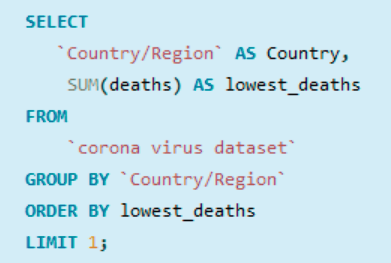 SELECT
`Country/Region` AS Country,
SUM(deaths) AS lowest_deaths
FROM
`corona virus dataset`
GROUP BY `Country/Region`
ORDER BY lowest_deaths
LIMIT 1;